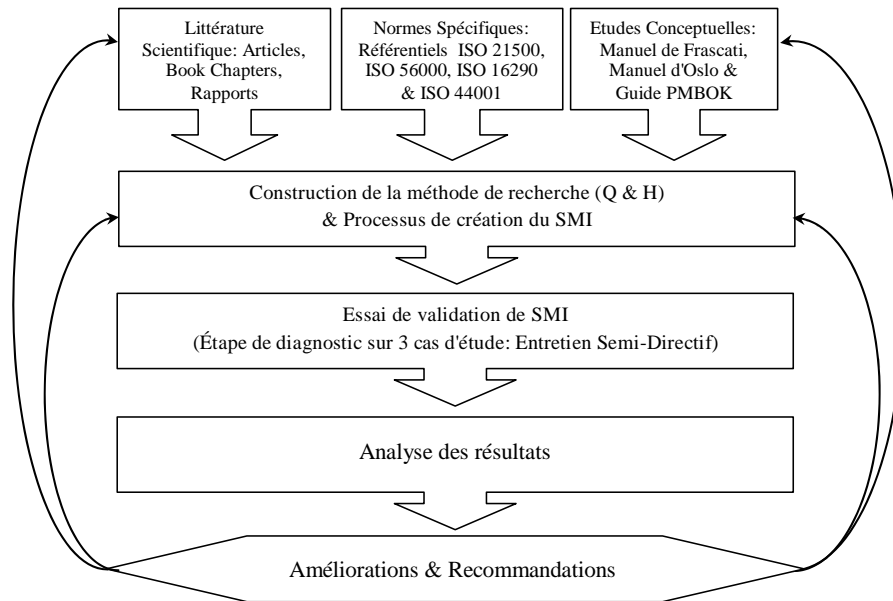 Littérature
Scientifique: Articles,
Book Chapters,
Rapports
Normes Spécifiques:
Référentiels ISO 21500,
ISO 56000, ISO 16290
& ISO 44001
Etudes Conceptuelles:
Manuel de Frascati,
Manuel d'Oslo &
Guide PMBOK
Construction de la méthode de recherche (Q & H)
& Processus de création du SMI
Essai de validation de SMI
(Étape de diagnostic sur 3 cas d'étude: Entretien Semi-Directif)
Analyse des résultats
Améliorations & Recommandations